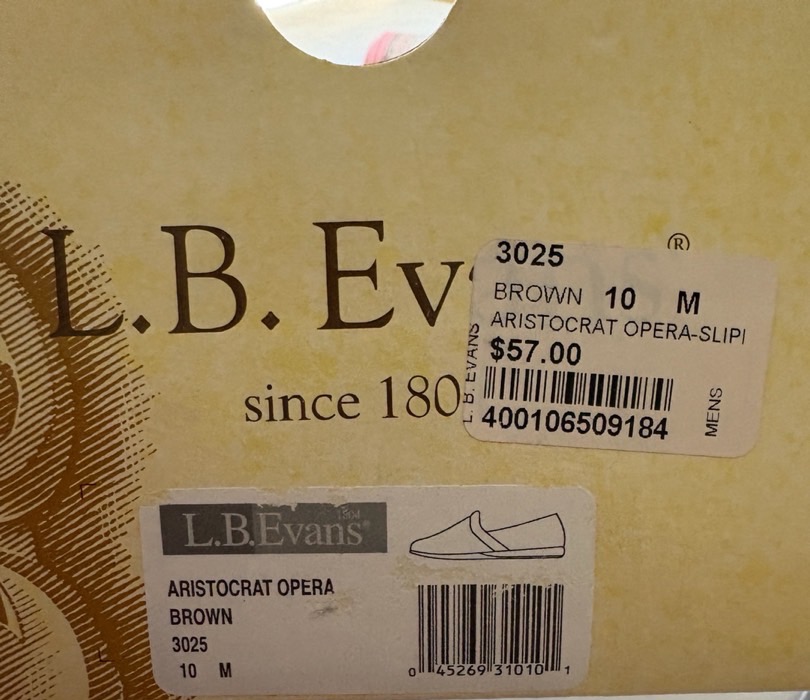 L.B. Ev
®
since 180
3025
BROWN 10 M
ARISTOCRAT OPERA-SLIPI
$57.00
L.B. EVANS
400106509184
MENS
L.B.Evans®
1804
ARISTOCRAT OPERA
BROWN
3025
10 M
0 45269 31010 1